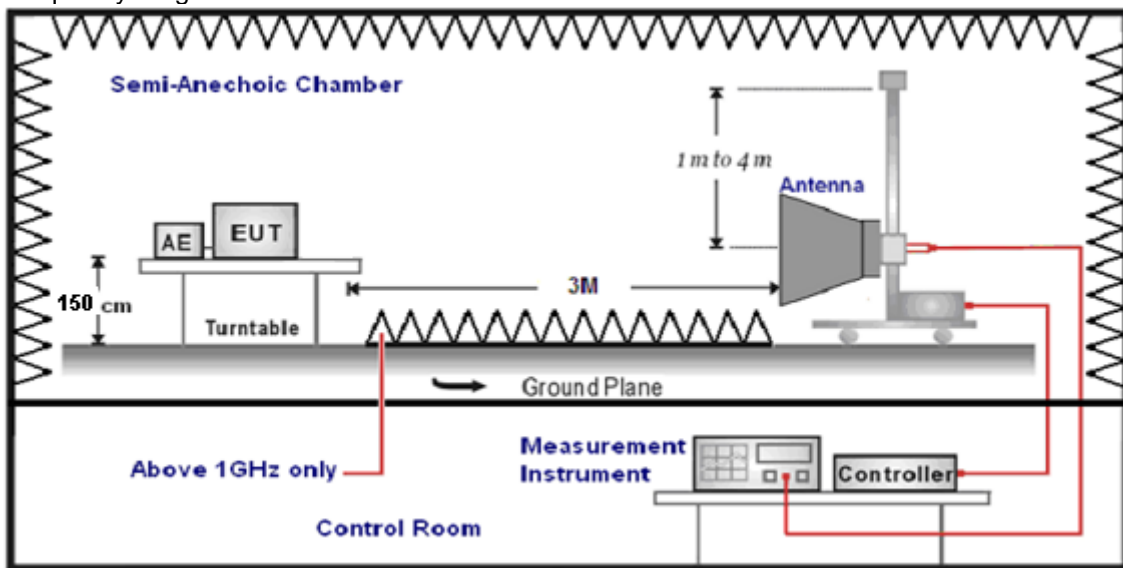 Semi-Anechoic Chamber
1 m to 4 m
Antenna
AE
EUT
3M
150 cm
Turntable
Ground Plane
Above 1GHz only
Measurement
Instrument
Controller
Control Room